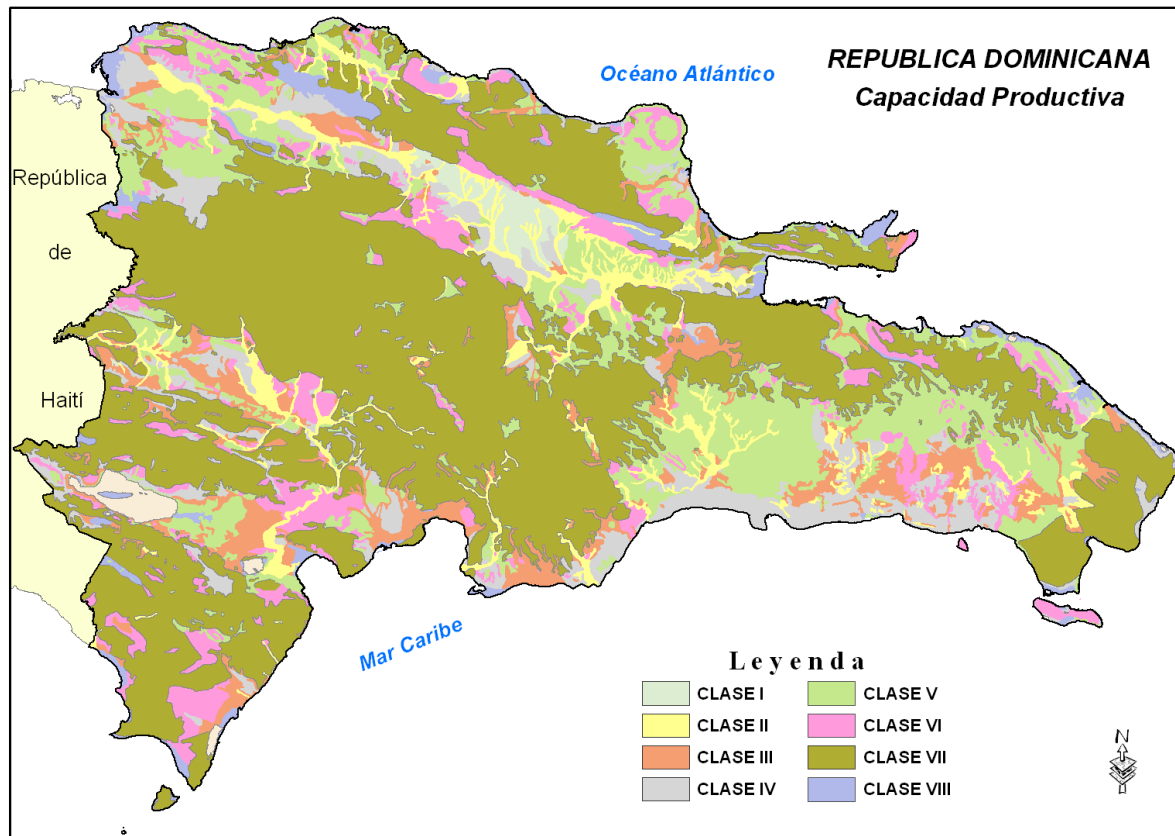 REPUBLICA DOMINICANA
Capacidad Productiva
Océano Atlántico
República
de
Haití
Mar Caribe
Leyenda
CLASE I
CLASE II
CLASE III
CLASE IV
CLASE V
CLASE VI
CLASE VII
CLASE VIII
N